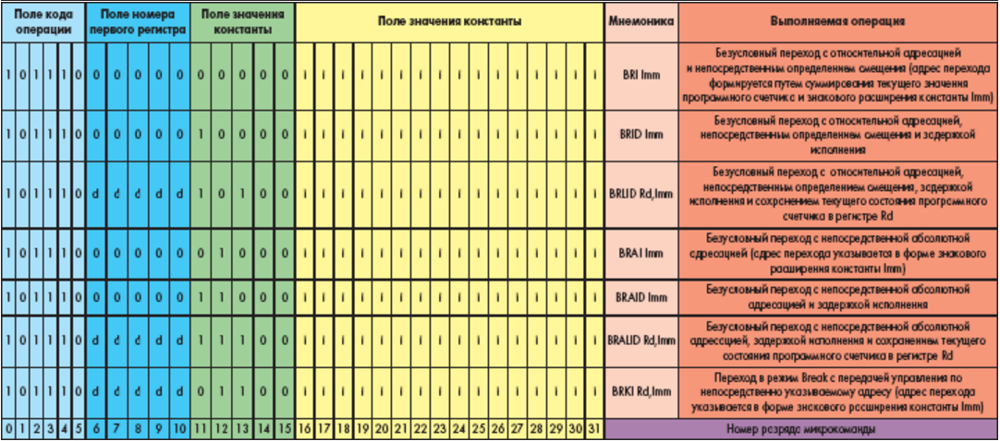 Поле кода операции Поле номера первого регистра Поле значения константы Поле значения константы Мнемоника Выполняемая операция
1 0 1 1 1 0 0 0 0 0 0 0 0 0 0 0 i i i i i i i i i i i i i i i i BRI Imm Безусловный переход с относительной адресацией
и непосредственным определением смещения (адрес перехода
формируется путем суммирования текущего значения
программного счетчика с и знакового расширения константы Imm)
1 0 1 1 1 0 0 0 0 0 0 1 0 0 0 0 i i i i i i i i i i i i i i i i BRID Imm Безусловный переход с относительной адресацией,
непосредственным определением смещения и задержкой
исполнения
1 0 1 1 1 0 d d d d d 1 0 1 0 0 i i i i i i i i i i i i i i i i BRLID Rd,Imm Безусловный переход с относительной адресацией,
непосредственным определением смещения, задержкой
исполнения и сохранением текущего состояния программного
счетчика в регистре Rd
1 0 1 1 1 0 0 0 0 0 0 0 1 0 0 0 i i i i i i i i i i i i i i i i BRAI Imm Безусловный переход с непосредственной абсолютной
адресацией (адрес перехода указывается в форме знакового
расширения константы Imm)
1 0 1 1 1 0 0 0 0 0 0 1 1 0 0 0 i i i i i i i i i i i i i i i i BRAID Imm Безусловный переход с непосредственной абсолютной
адресацией и задержкой исполнения
1 0 1 1 1 0 d d d d d 1 1 1 0 0 i i i i i i i i i i i i i i i i BRALID Rd,Imm Безусловный переход с непосредственной абсолютной
адрессцией, задержкой исполнения и сохранением текущего
состояния программного счетчика в регистре Rd
1 0 1 1 1 0 d d d d d 0 1 1 0 0 i i i i i i i i i i i i i i i i BRKI Rd,Imm Переход в режим Break с передачей управления по
непосредственно указываемому адресу (адрес перехода
указывается в форме знакового расширения константы Imm)
0 1 2 3 4 5 6 7 8 9 10 11 12 13 14 15 16 17 18 19 20 21 22 23 24 25 26 27 28 29 30 31 Номер разряда микрокоманды